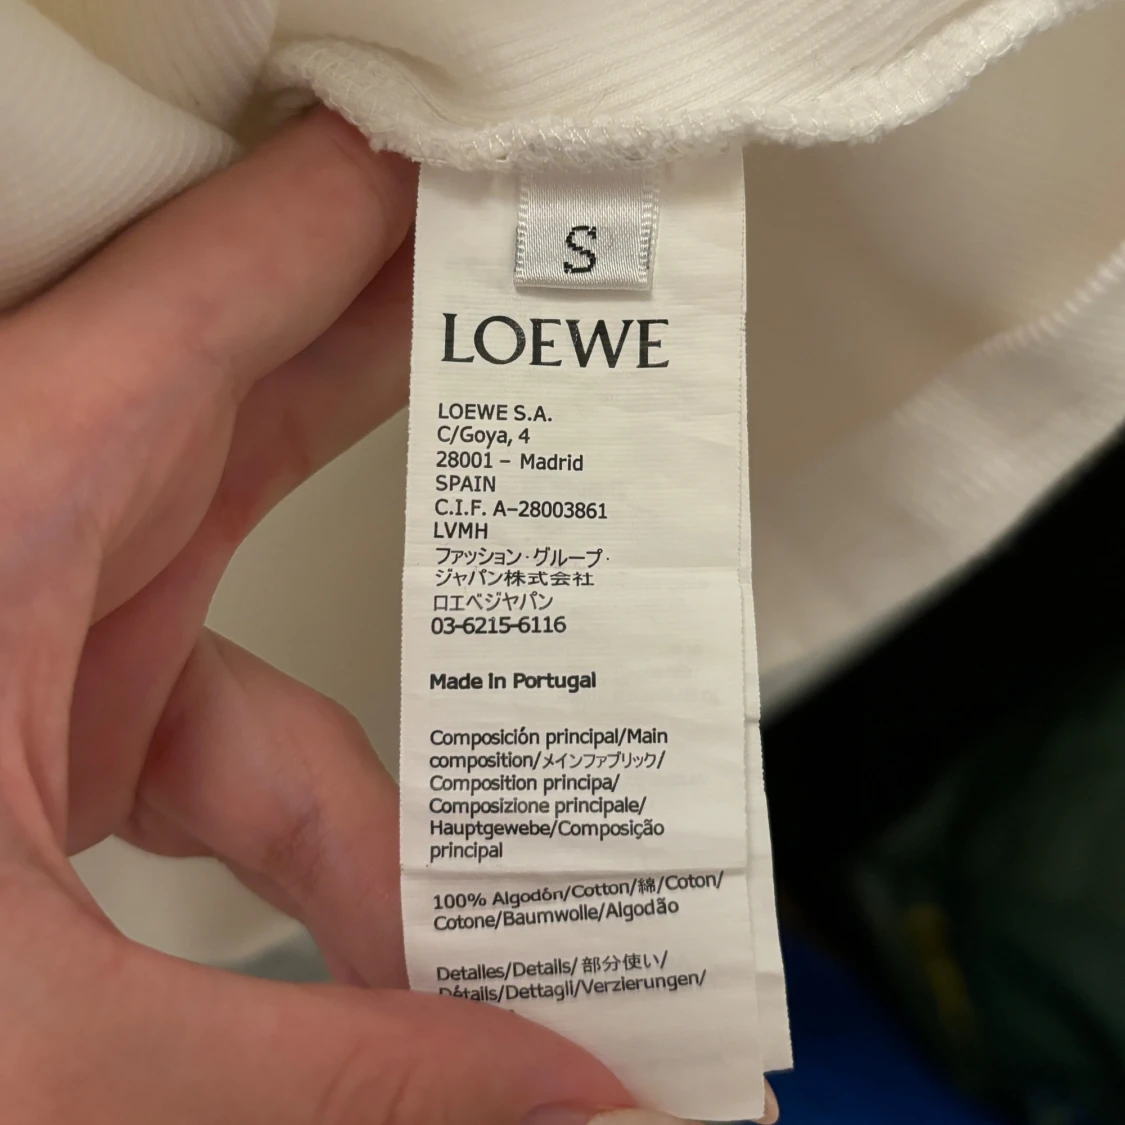 S
LOEWE
LOEWE S.A.
C/Goya, 4
28001 – Madrid
SPAIN
C.I.F. A–28003861
LVMH
ファッション・グループ・
ジャパン株式会社
ロエベジャパン
03–6215–6116
Made in Portugal
Composición principal/Main
composition/メインファブリック/
Composition principa/
Composizione principale/
Hauptgewebe/Composição
principal
100% Algodón/Cotton/綿/Coton/
Cotone/Baumwolle/Algodão
Detalles/Details/部分使い/
Détails/Dettagli/Verzierungen/